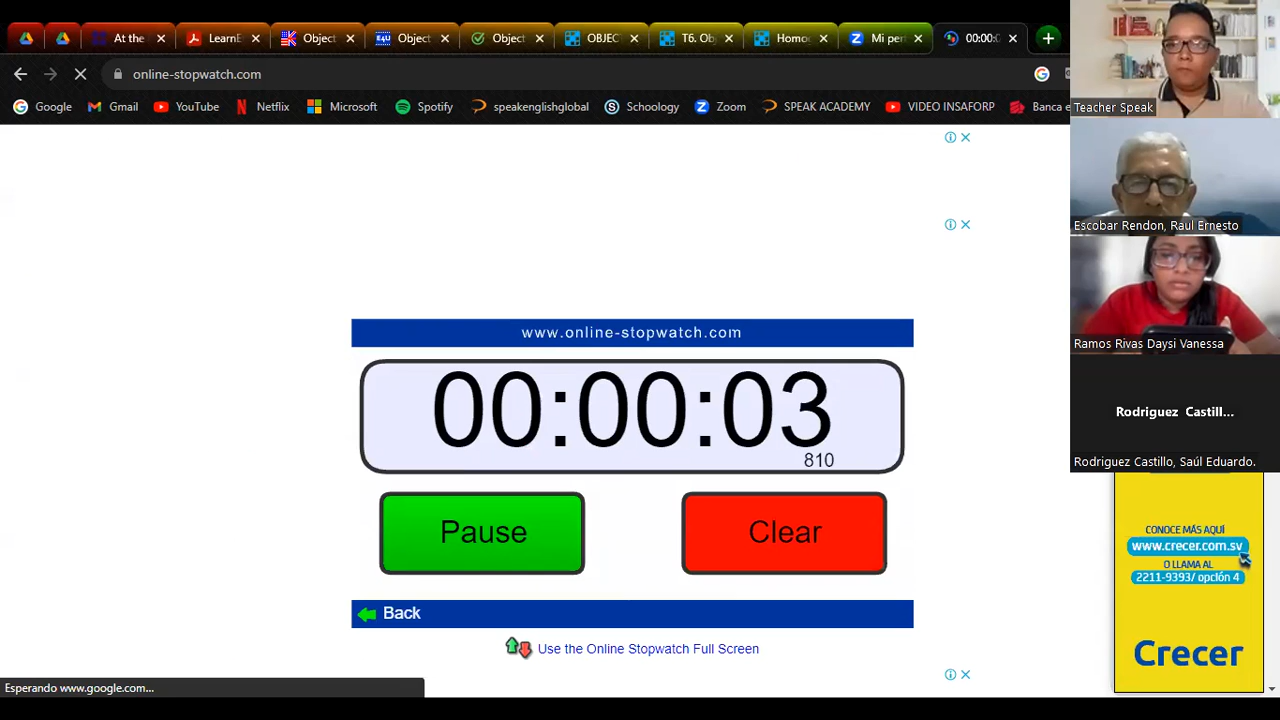 At the
LearnE
Object
Object
Object
OBJEC
T6. Obj
Homoc
Mi per
00:00:0
online-stopwatch.com
Google
Gmail
YouTube
Netflix
Microsoft
Spotify
speakenglishglobal
Schoology
Zoom
SPEAK ACADEMY
VIDEO INSAFORP
Banca e
Teacher Speak
Escobar Rendon, Raul Ernesto
Ramos Rivas Daysi Vanessa
Rodriguez Castill...
Rodriguez Castillo, Saúl Eduardo.
www.online-stopwatch.com
00:00:03
810
Pause
Clear
Back
Use the Online Stopwatch Full Screen
CONOCE MÁS AQUÍ
www.crecer.com.sv
O LLAMA AL
2211-9393/ opción 4
Crecer
Esperando www.google.com...